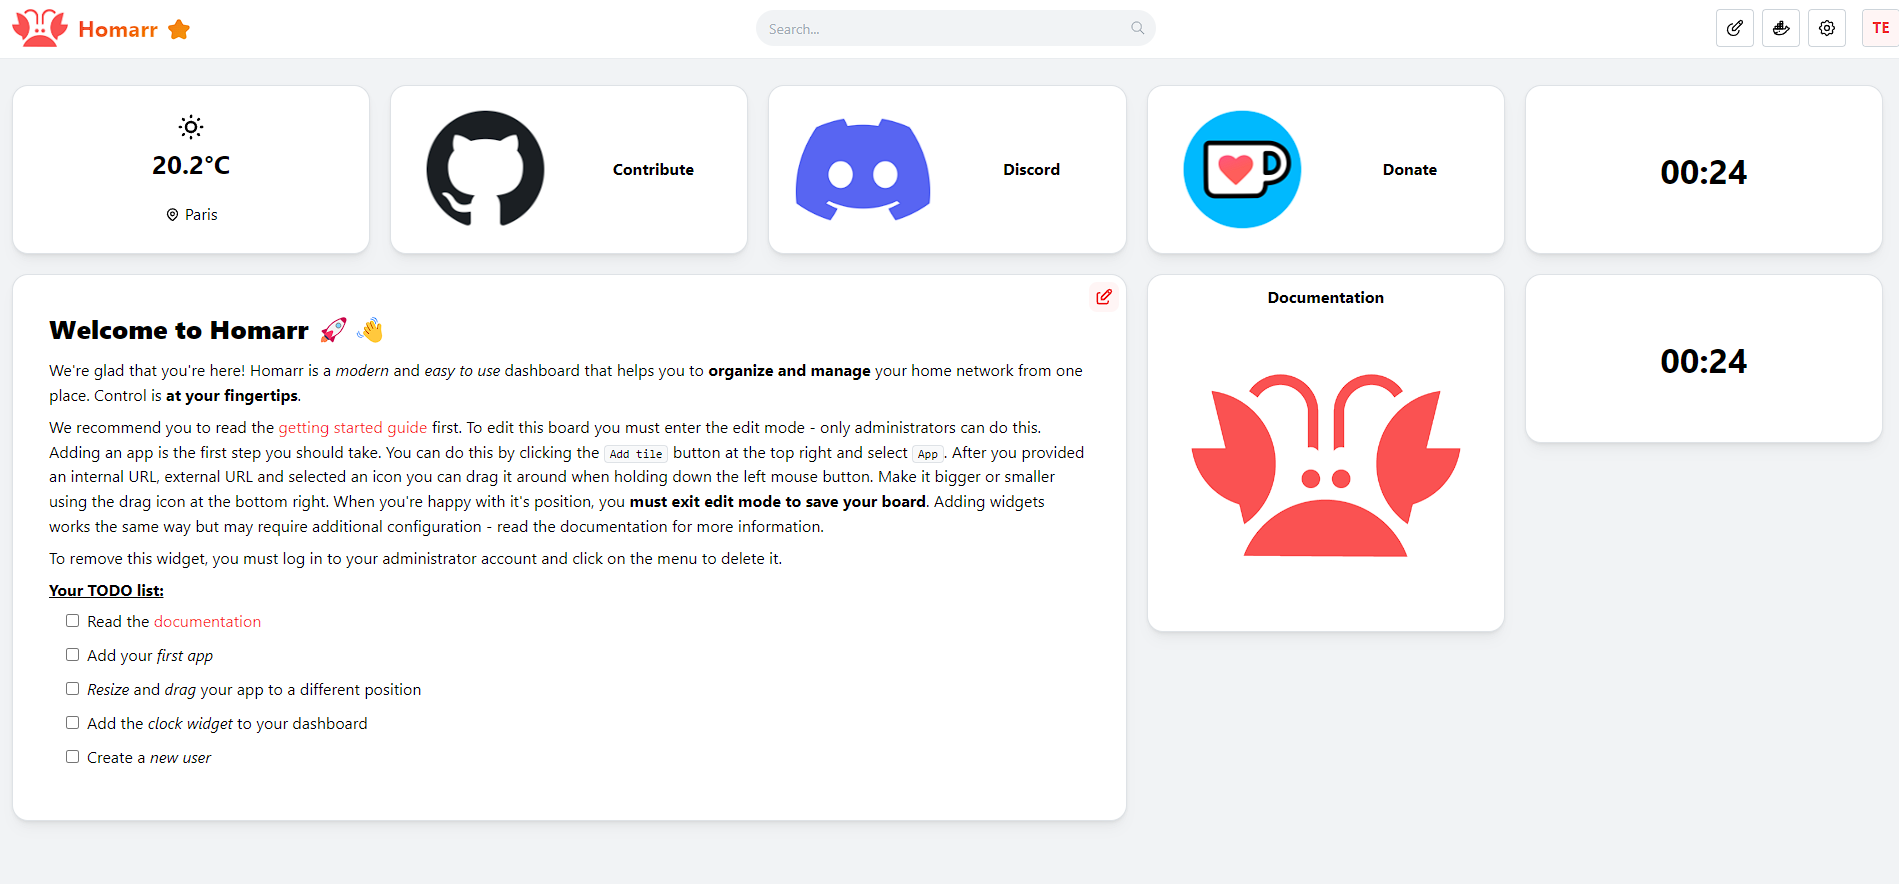 Homarr
Search...
TE
20.2°C
Paris
Contribute
Discord
Donate
00:24
Welcome to Homarr 🚀 👋
We're glad that you're here! Homarr is a modern and easy to use dashboard that helps you to organize and manage your home network from one
place. Control is at your fingertips.
We recommend you to read the getting started guide first. To edit this board you must enter the edit mode - only administrators can do this.
Adding an app is the first step you should take. You can do this by clicking the Add tile button at the top right and select App. After you provided
an internal URL, external URL and selected an icon you can drag it around when holding down the left mouse button. Make it bigger or smaller
using the drag icon at the bottom right. When you're happy with it's position, you must exit edit mode to save your board. Adding widgets
works the same way but may require additional configuration - read the documentation for more information.
To remove this widget, you must log in to your administrator account and click on the menu to delete it.
Your TODO list:
Read the documentation
Add your first app
Resize and drag your app to a different position
Add the clock widget to your dashboard
Create a new user
Documentation
00:24